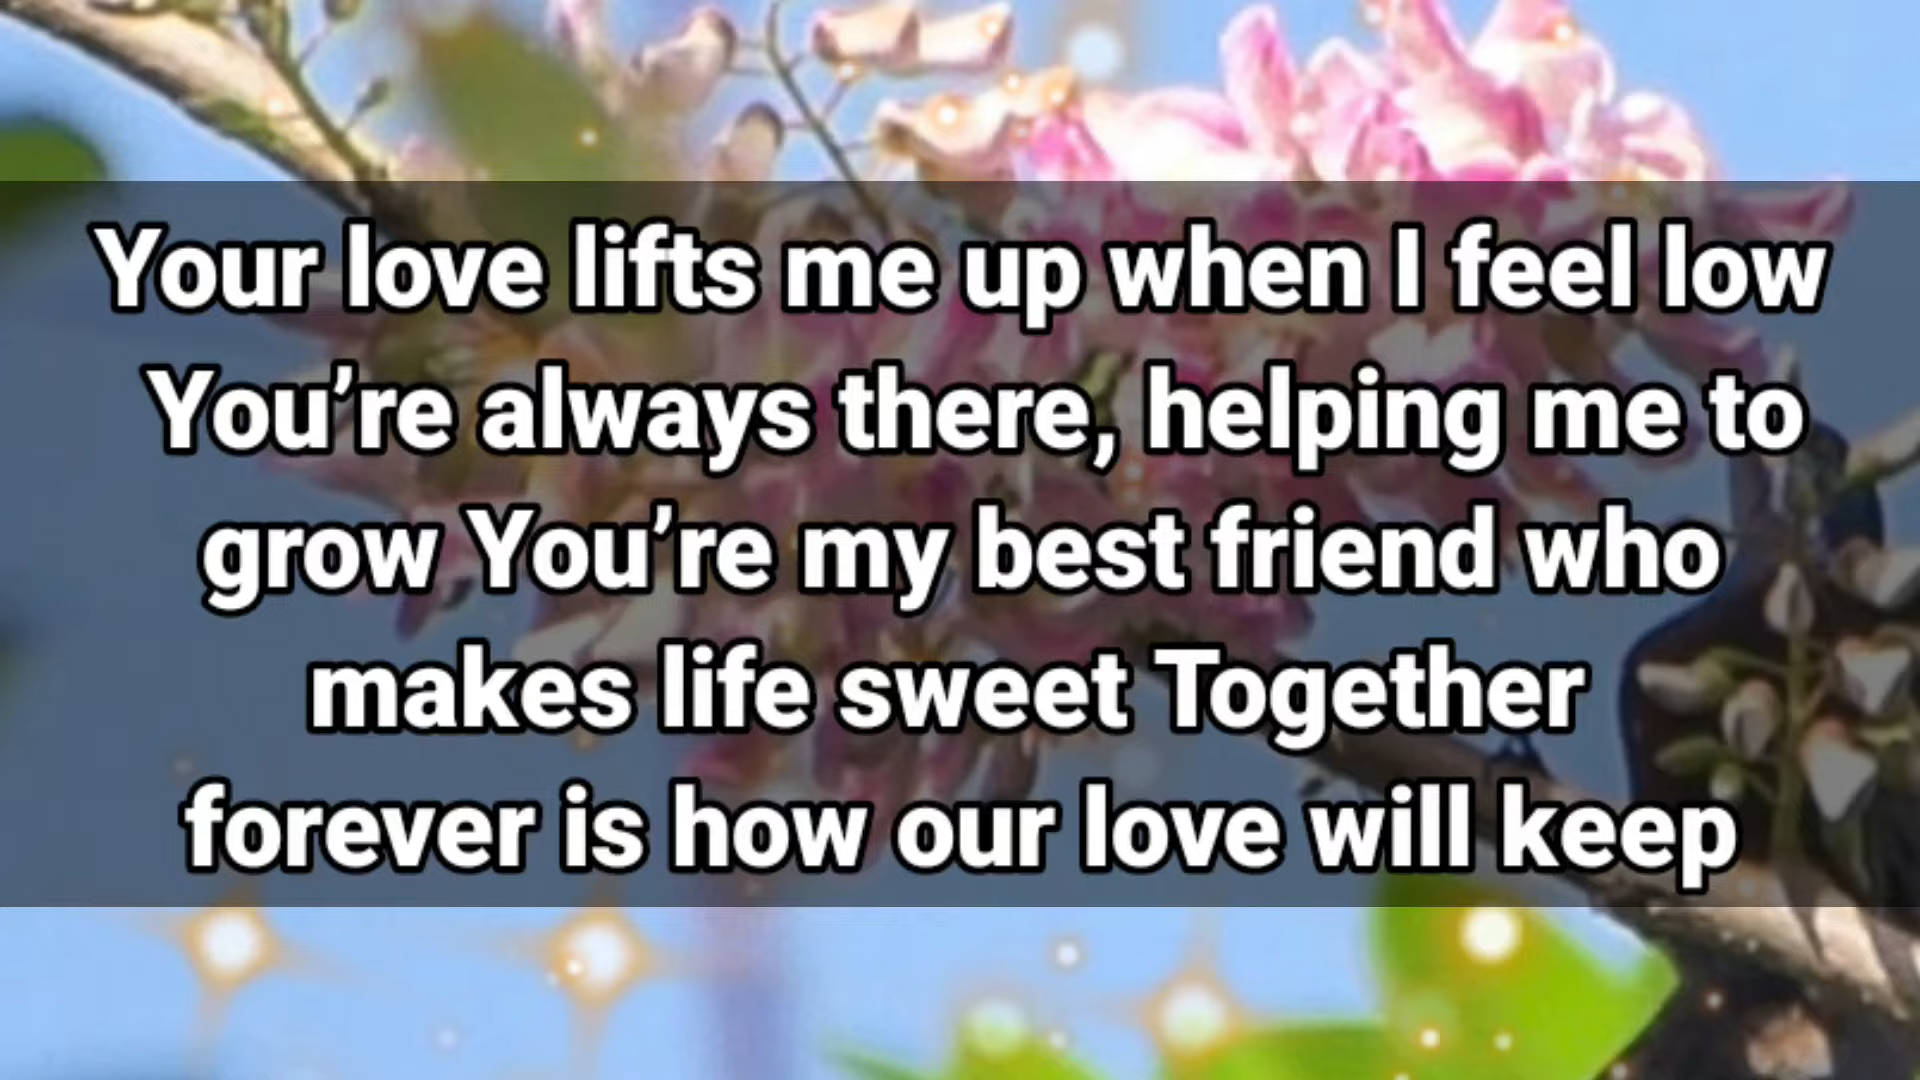 Your love lifts me up when I feel low
You’re always there, helping me to
grow You’re my best friend who
makes life sweet Together
forever is how our love will keep